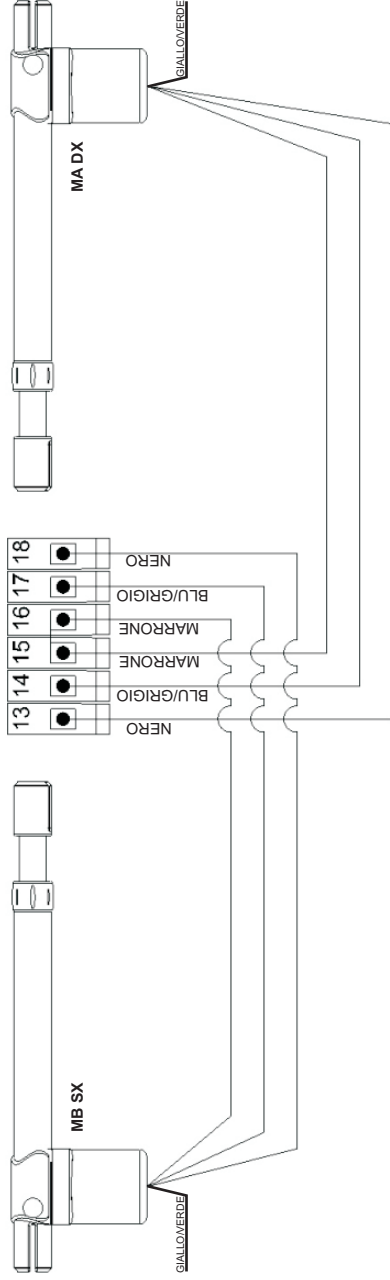 GIALLO/VERDE
MA DX
18
17
16
15
14
13
NERO
BLU/GRIGIO
MARRONE
MARRONE
BLU/GRIGIO
NERO
MB SX
GIALLO/VERDE